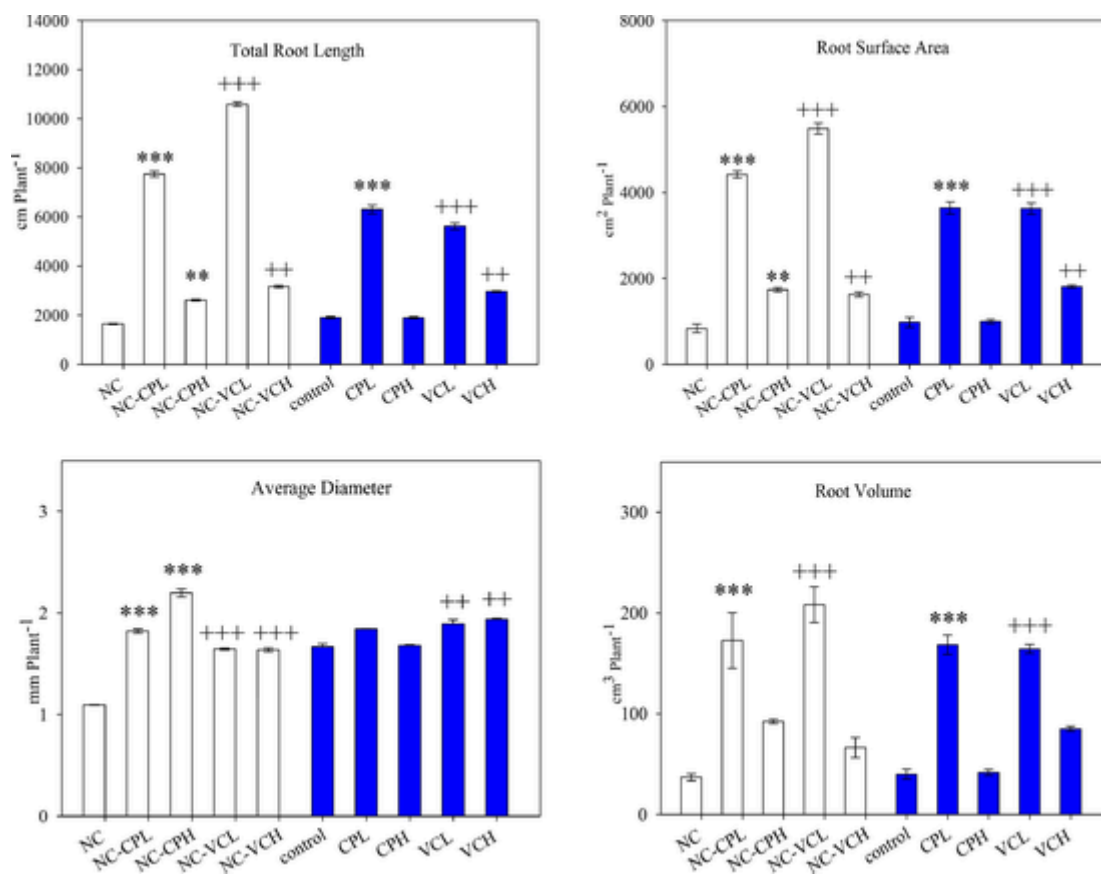 Total Root Length
cm Plant⁻¹
14000
12000
10000
8000
6000
4000
2000
0
+++
***
***
+++
**
++
++
NC
NC-CPL
NC-CPH
NC-VCL
NC-VCH
control
CPL
CPH
VCL
VCH
Root Surface Area
cm² Plant⁻¹
8000
6000
4000
2000
0
+++
***
***
+++
**
++
++
NC
NC-CPL
NC-CPH
NC-VCL
NC-VCH
control
CPL
CPH
VCL
VCH
Average Diameter
mm Plant⁻¹
3
2
1
0
***
***
+++
+++
++
++
NC
NC-CPL
NC-CPH
NC-VCL
NC-VCH
control
CPL
CPH
VCL
VCH
Root Volume
cm³ Plant⁻¹
300
200
100
0
***
+++
***
+++
NC
NC-CPL
NC-CPH
NC-VCL
NC-VCH
control
CPL
CPH
VCL
VCH